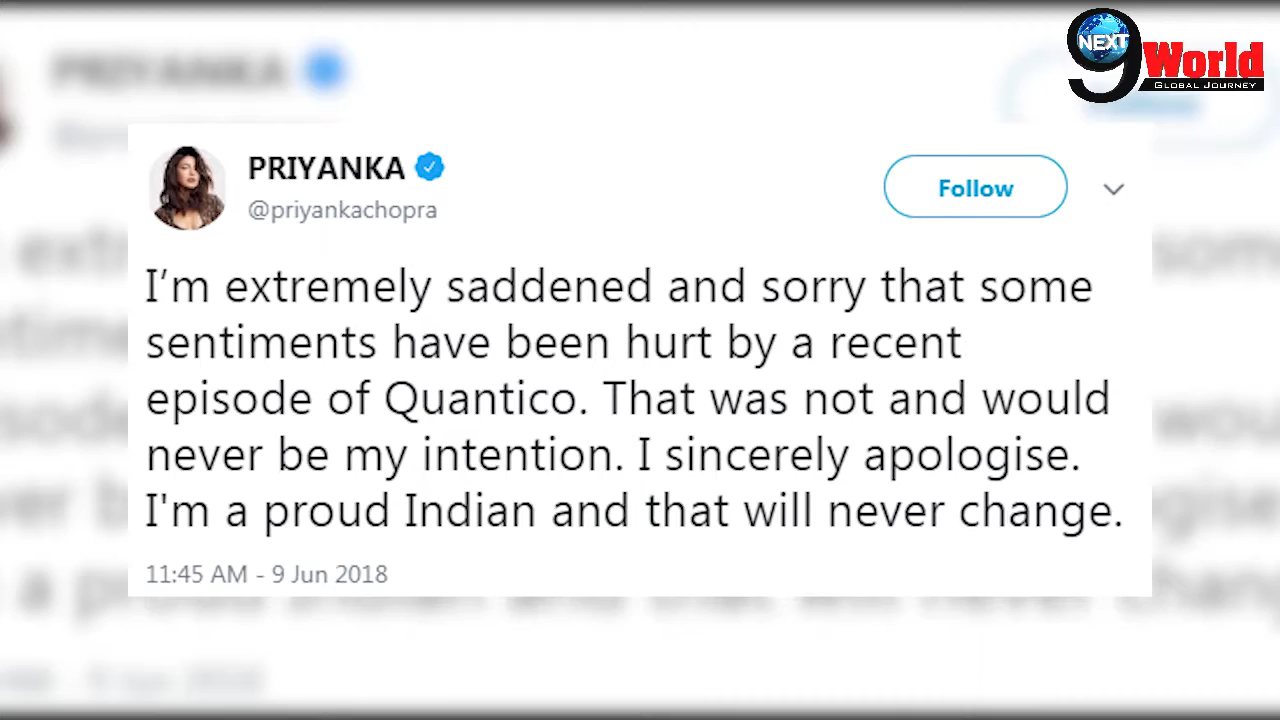 NEXT
9
World
GLOBAL JOURNEY
PRIYANKA
@priyankachopra
Follow
I’m extremely saddened and sorry that some
sentiments have been hurt by a recent
episode of Quantico. That was not and would
never be my intention. I sincerely apologise.
I'm a proud Indian and that will never change.
11:45 AM - 9 Jun 2018